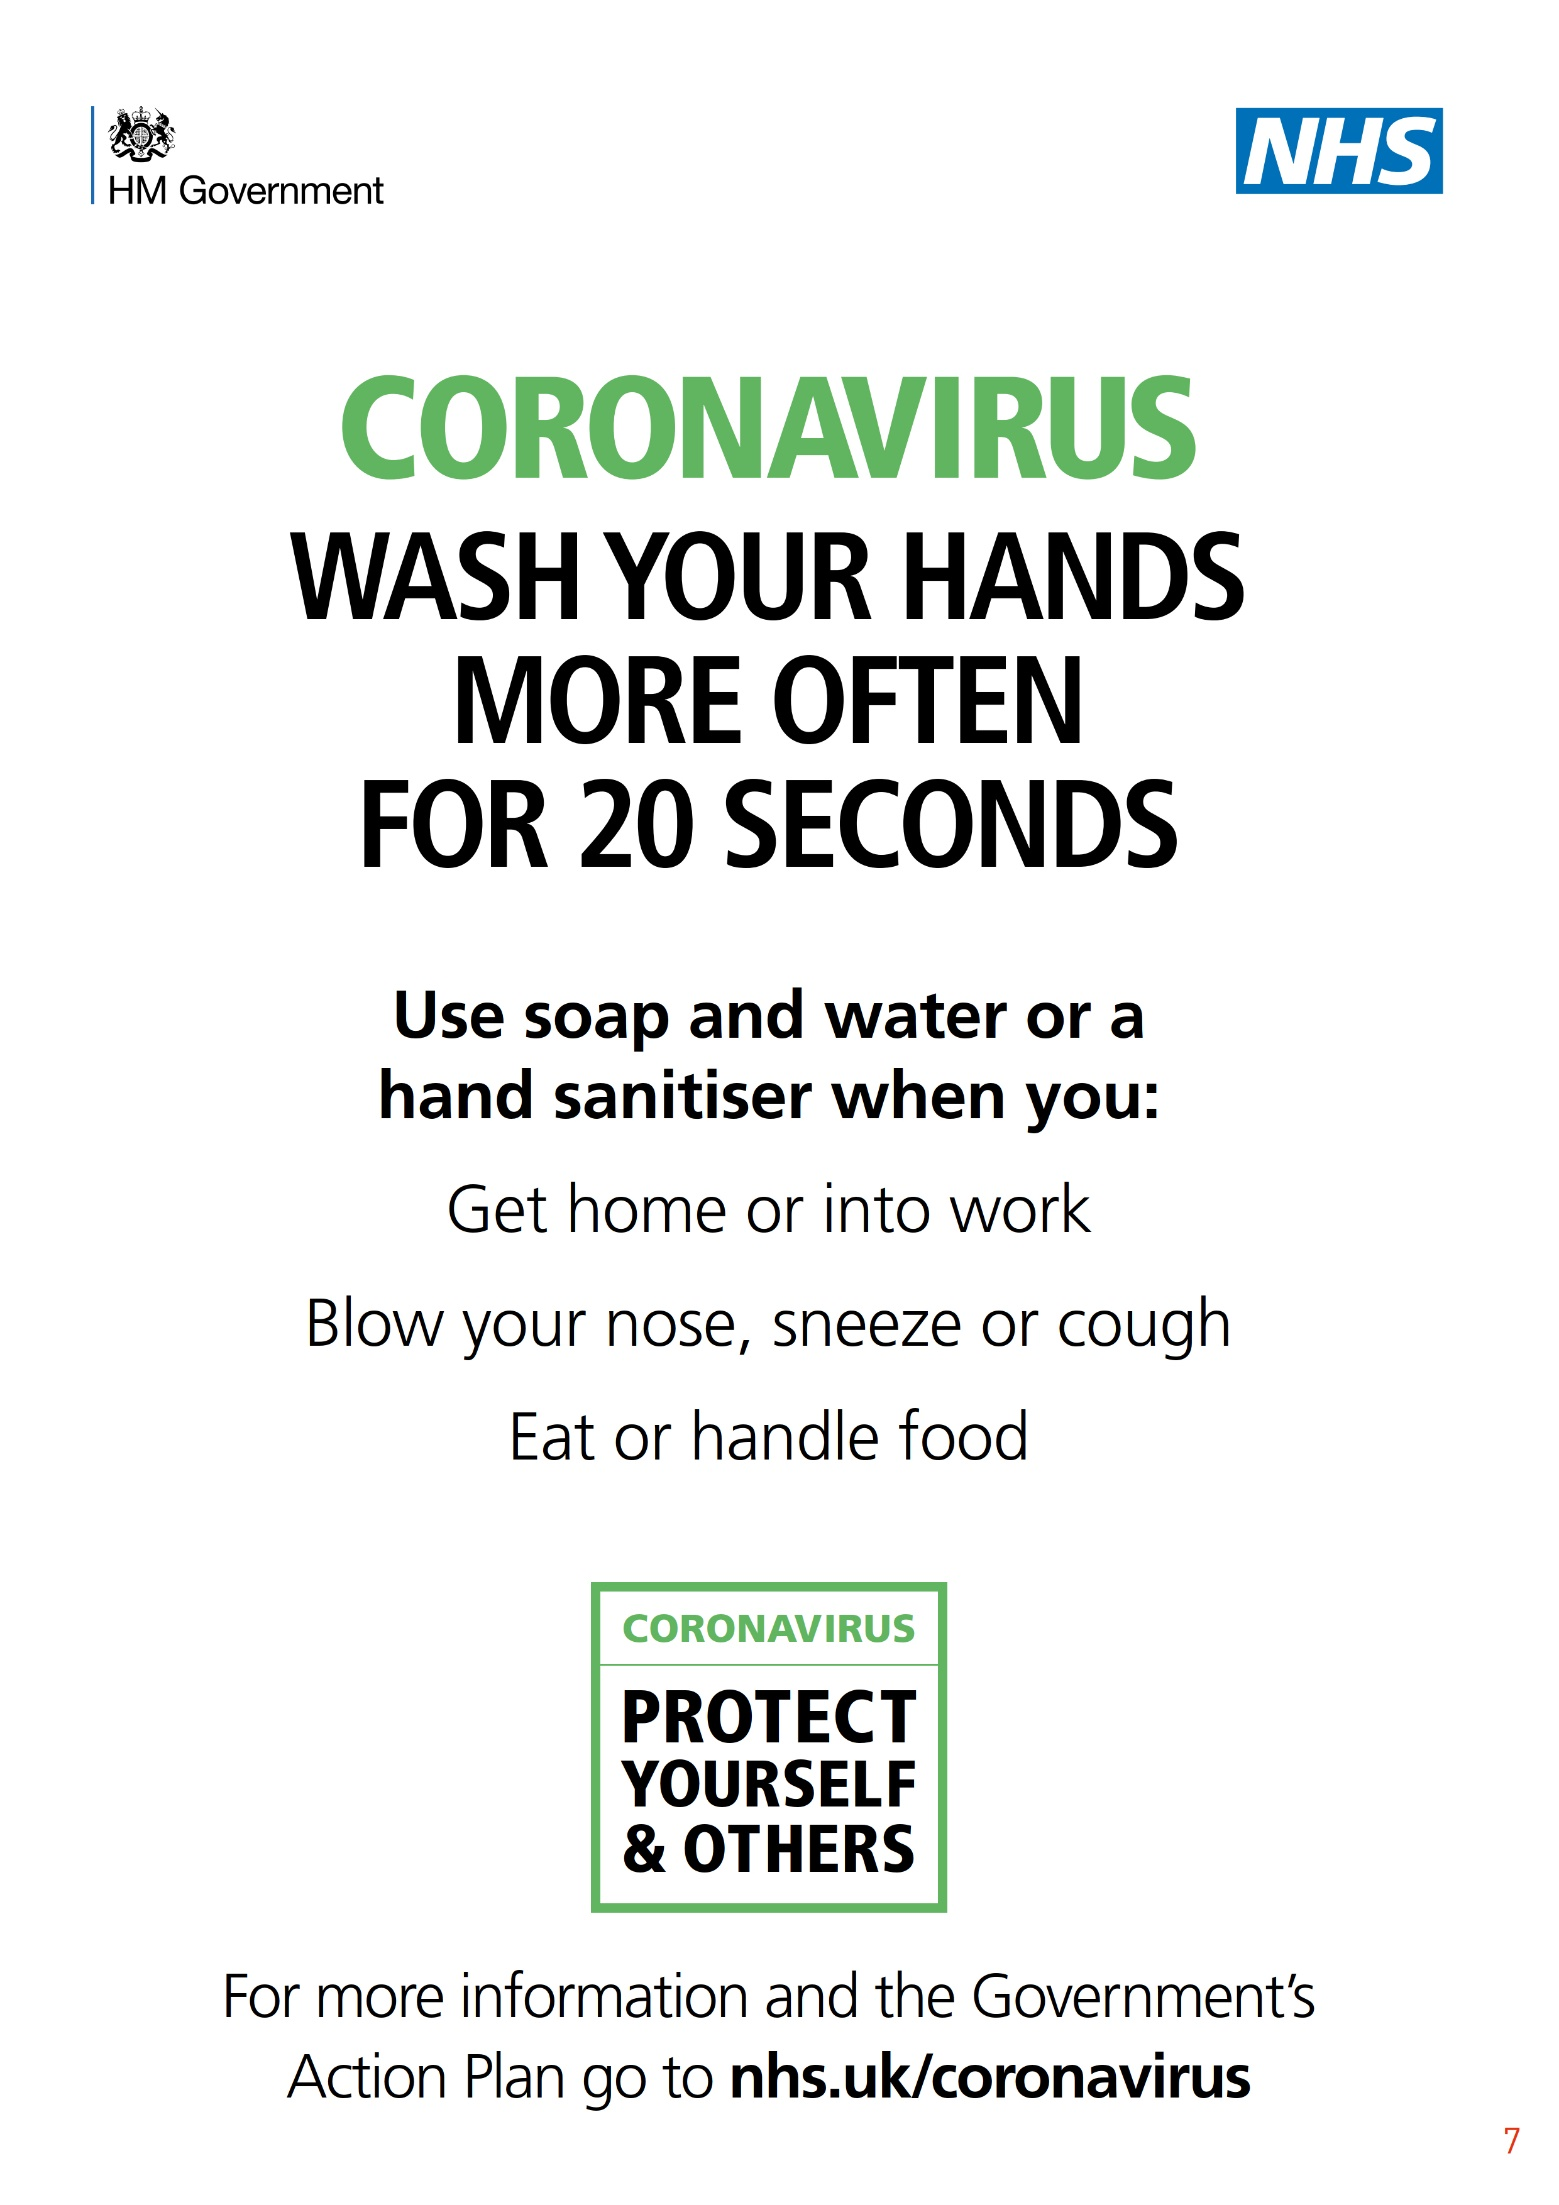 HM Government
NHS
CORONAVIRUS
WASH YOUR HANDS
MORE OFTEN
FOR 20 SECONDS
Use soap and water or a
hand sanitiser when you:
Get home or into work
Blow your nose, sneeze or cough
Eat or handle food
CORONAVIRUS
PROTECT
YOURSELF
& OTHERS
For more information and the Government’s
Action Plan go to nhs.uk/coronavirus
7